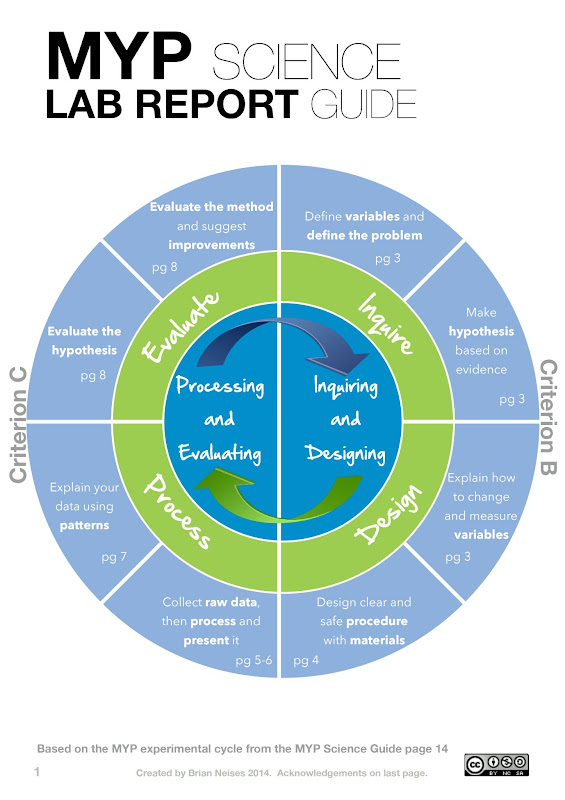 MYP SCIENCE
LAB REPORT GUIDE
Define variables and
define the problem
pg 3
Make
hypothesis
based on
evidence
pg 3
Explain how
to change
and measure
variables
pg 3
Design clear and
safe procedure
with materials
pg 4
Collect raw data,
then process and
present it
pg 5-6
Explain your
data using
patterns
pg 7
Evaluate the
hypothesis
pg 8
Evaluate the method
and suggest
improvements
pg 8
Inquire
Design
Process
Evaluate
Inquiring
and
Designing
Processing
and
Evaluating
Criterion B
Criterion C
Based on the MYP experimental cycle from the MYP Science Guide page 14
1
Created by Brian Neises 2014. Acknowledgements on last page.
cc
BY NC SA